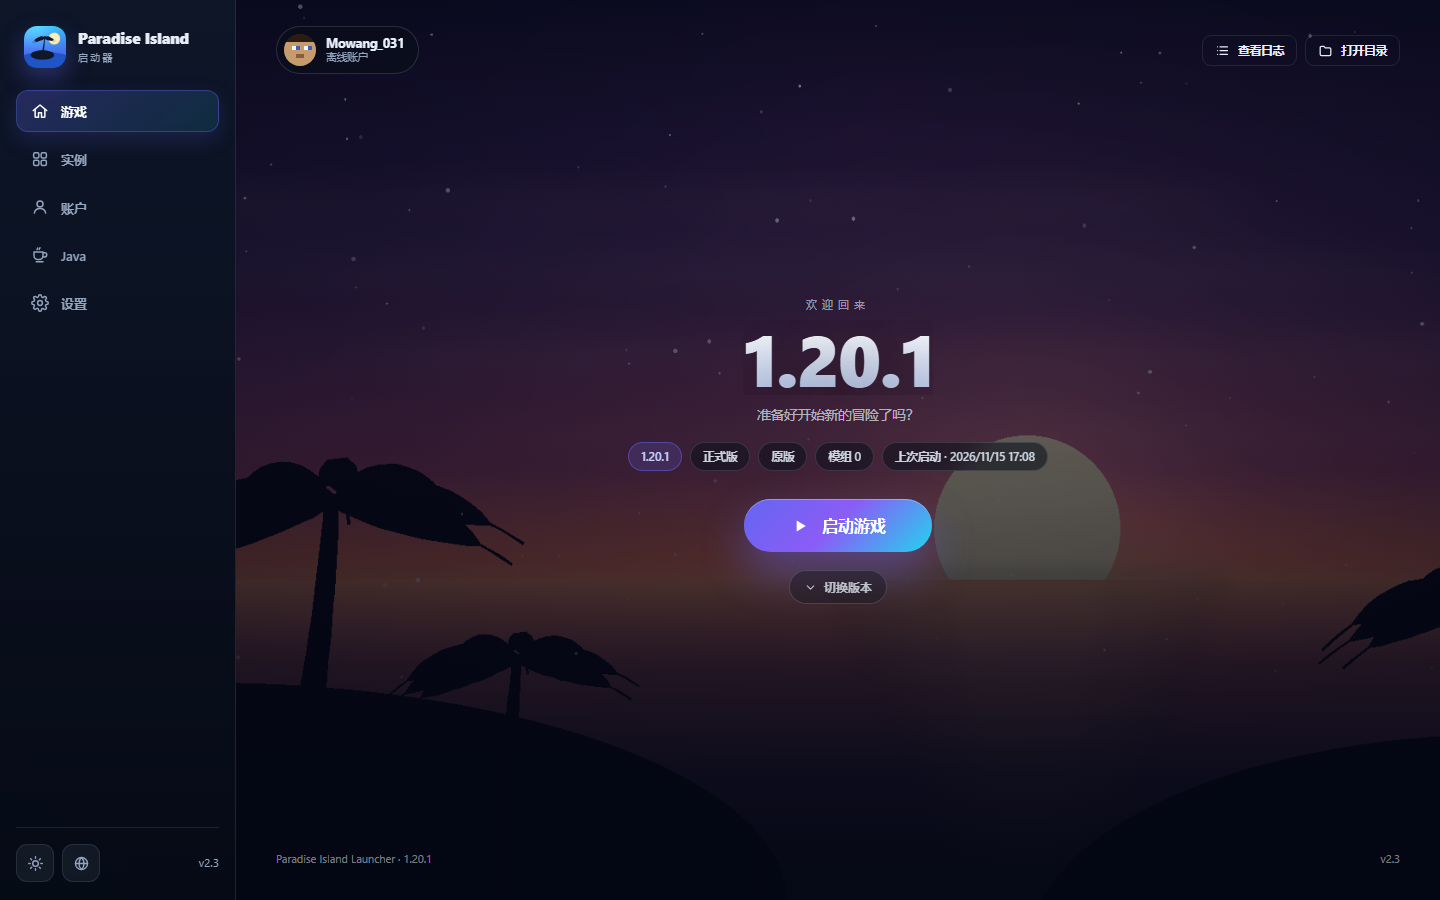 Paradise Island
启动器
游戏
实例
账户
Java
设置
v2.3
Mowang_031
离线账户
查看日志
打开目录
欢迎回来
1.20.1
准备好开始新的冒险了吗?
1.20.1
正式版
原版
模组 0
上次启动 · 2026/11/15 17:08
启动游戏
切换版本
Paradise Island Launcher · 1.20.1
v2.3